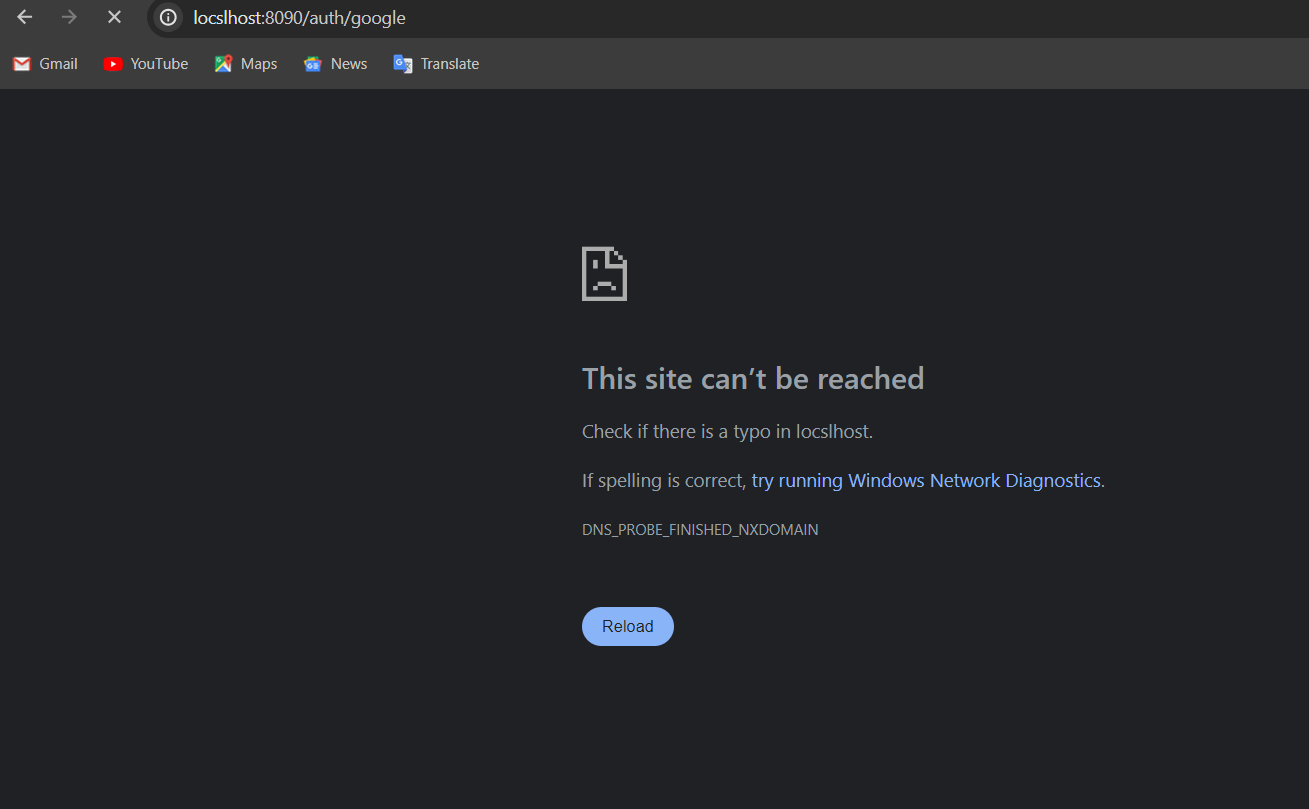 locslhost:8090/auth/google
Gmail YouTube Maps News Translate
This site can’t be reached
Check if there is a typo in locslhost.
If spelling is correct, try running Windows Network Diagnostics.
DNS_PROBE_FINISHED_NXDOMAIN
Reload